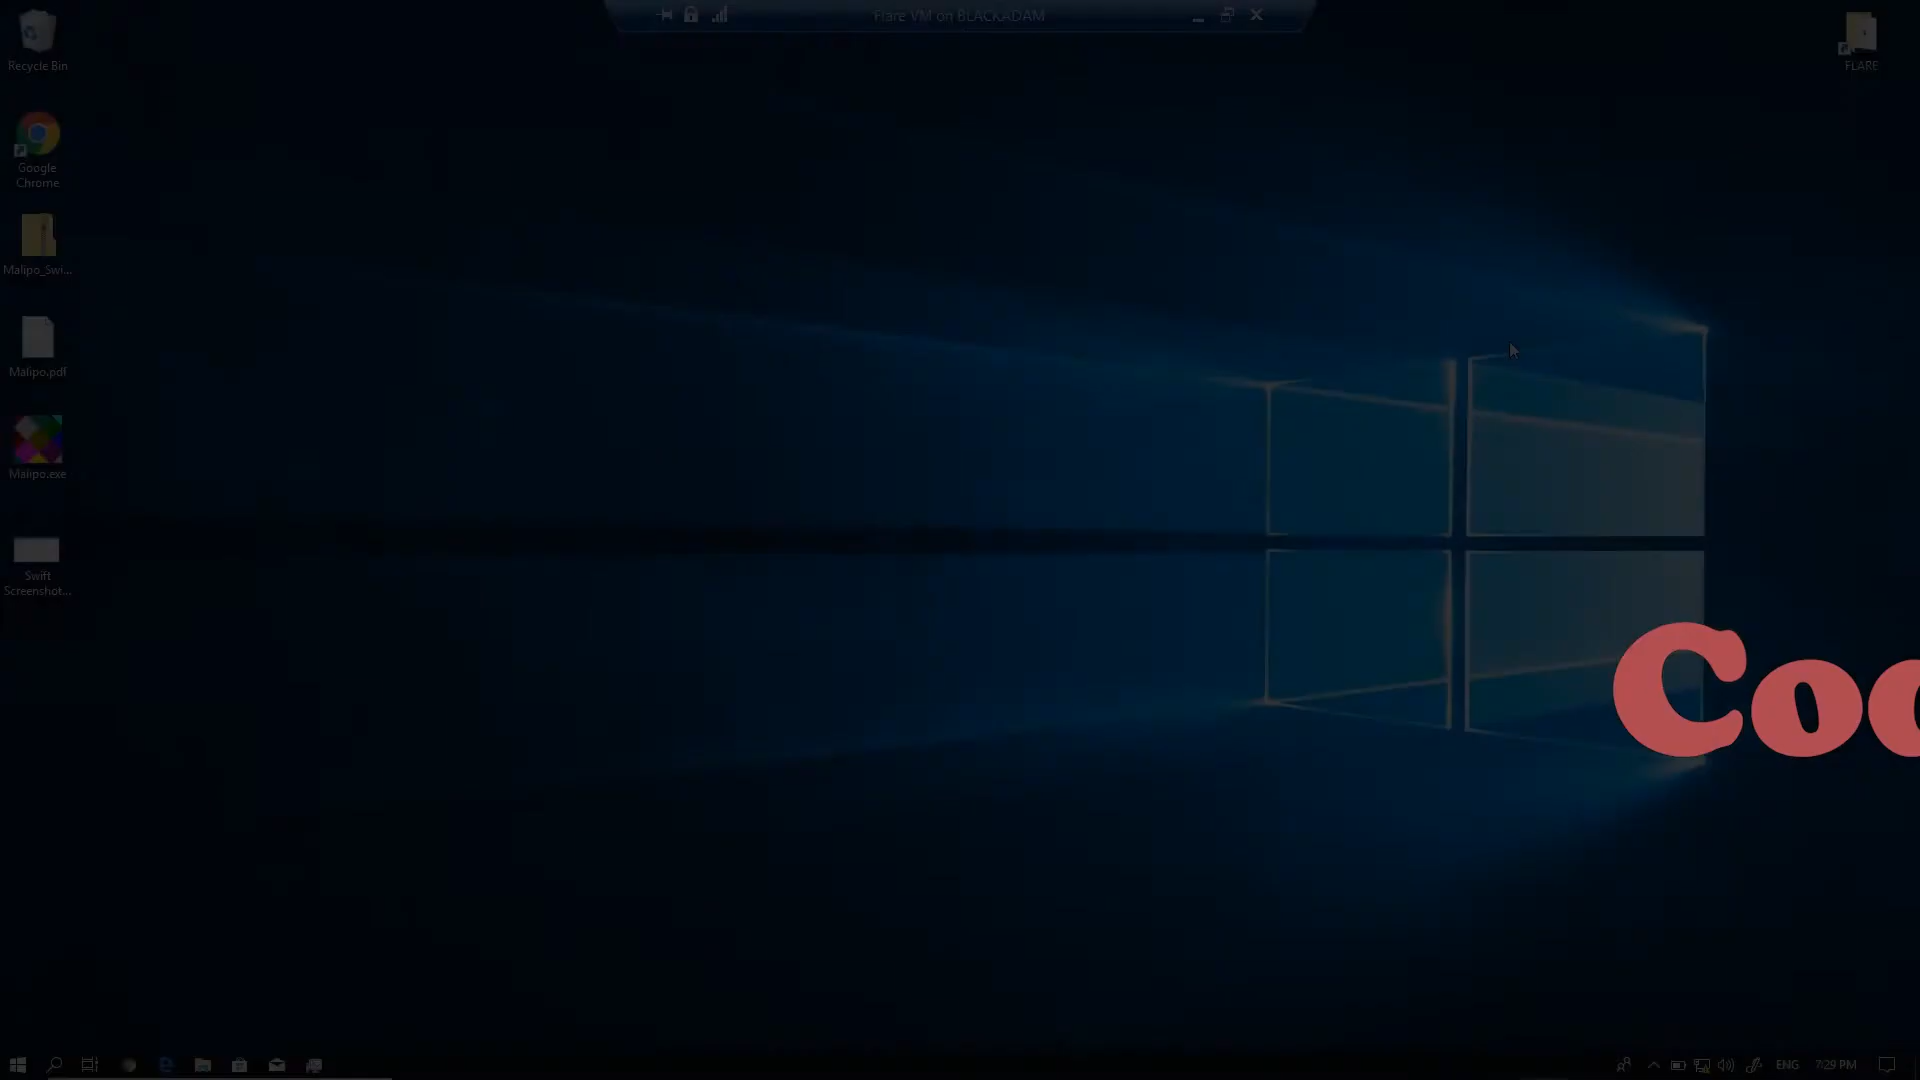 Flare VM on BLACKADAM
Recycle Bin
FLARE
Google
Chrome
Malipo_Swi...
Malipo.pdf
Malipo.exe
Swift
Screenshot...
Coo
ENG
7:29 PM